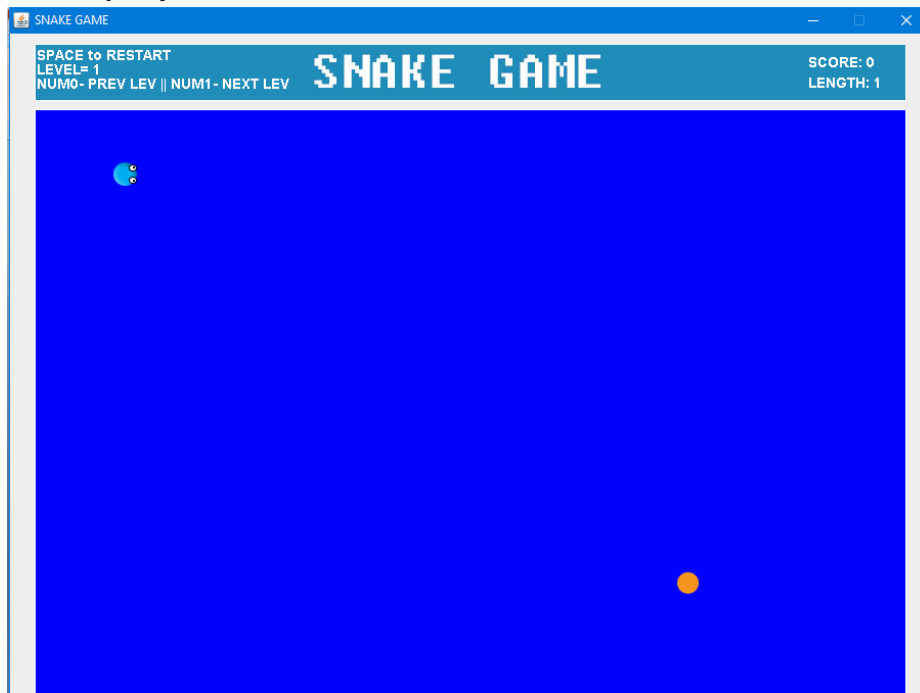 SNAKE GAME
SPACE to RESTART
LEVEL= 1
NUM0- PREV LEV || NUM1- NEXT LEV
SNAKE GAME
SCORE: 0
LENGTH: 1